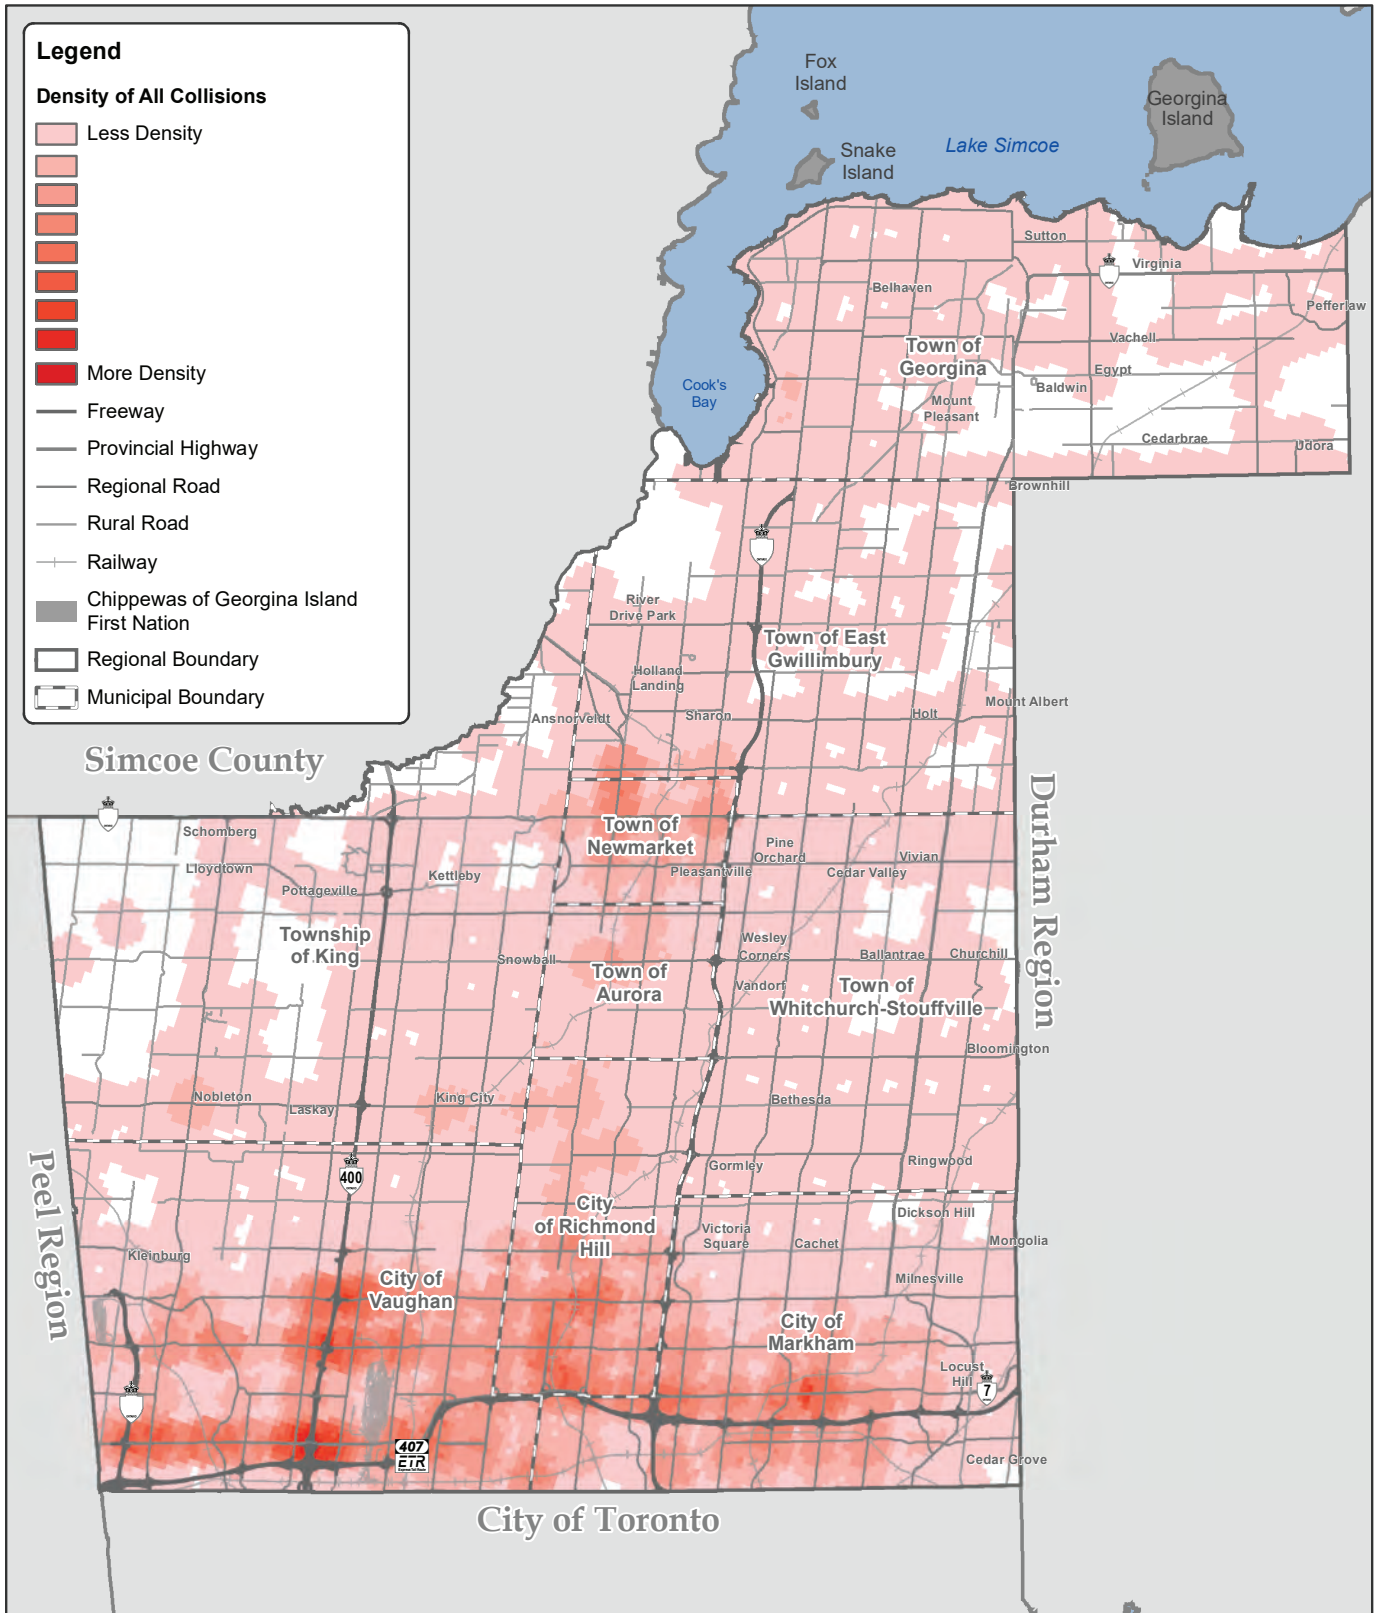 Legend
Density of All Collisions
Less Density
More Density
Freeway
Provincial Highway
Regional Road
Rural Road
Railway
Chippewas of Georgina Island
First Nation
Regional Boundary
Municipal Boundary
Fox
Island
Snake
Island
Lake Simcoe
Georgina
Island
Cook's
Bay
Sutton
Virginia
Belhaven
Pefferlaw
Vachell
Town of
Georgina
Egypt
Baldwin
Mount
Pleasant
Cedarbrae
Udora
Brownhill
River
Drive Park
Town of East
Gwillimbury
Holland
Landing
Mount Albert
Ansnorveldt
Sharon
Holt
Simcoe County
Durham Region
Schomberg
Town of
Newmarket
Pine
Orchard
Vivian
Lloydtown
Kettleby
Pleasantville
Cedar Valley
Pottageville
Township
of King
Wesley
Corners
Snowball
Ballantrae
Churchill
Town of
Aurora
Vandorf
Town of
Whitchurch-Stouffville
Bloomington
Nobleton
Laskay
King City
Bethesda
Peel Region
400
Gormley
Ringwood
City
of Richmond
Hill
Dickson Hill
Victoria
Square
Cachet
Mongolia
Kleinburg
City of
Vaughan
Milnesville
City of
Markham
Locust
Hill
7
407
ETR
Cedar Grove
City of Toronto